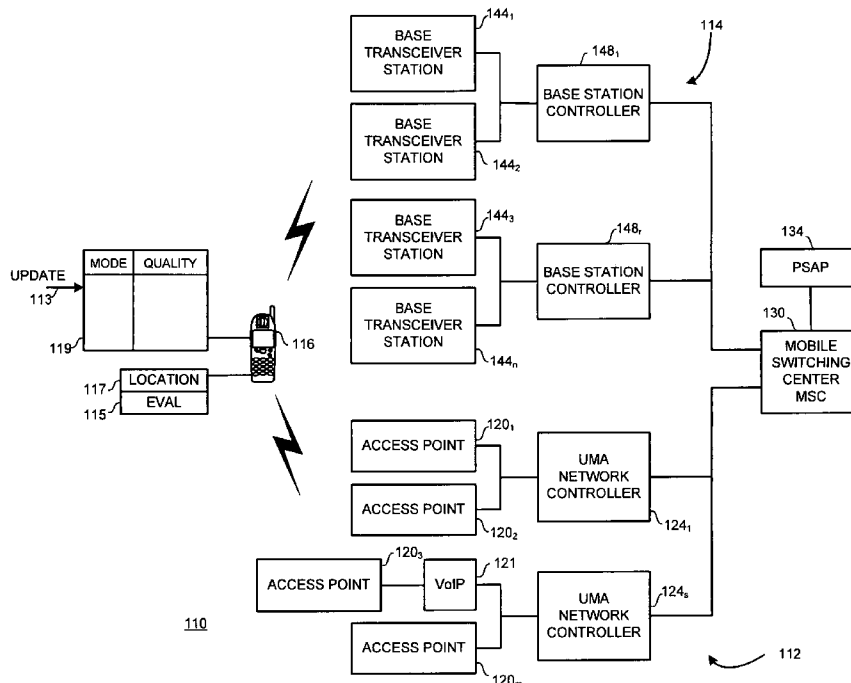 144₁
BASE
TRANSCEIVER
STATION
114
148₁
BASE STATION
CONTROLLER
BASE
TRANSCEIVER
STATION
144₂
BASE
TRANSCEIVER
STATION
144₃
148ᵣ
BASE STATION
CONTROLLER
134
PSAP
MODE QUALITY
UPDATE
113
119
116
BASE
TRANSCEIVER
STATION
144ₙ
130
MOBILE
SWITCHING
CENTER
MSC
117
LOCATION
115
EVAL
120₁
ACCESS POINT
UMA
NETWORK
CONTROLLER
124₁
ACCESS POINT
120₂
120₃
ACCESS POINT
121
VoIP
UMA
NETWORK
CONTROLLER
124ₛ
110
ACCESS POINT
120ₘ
112